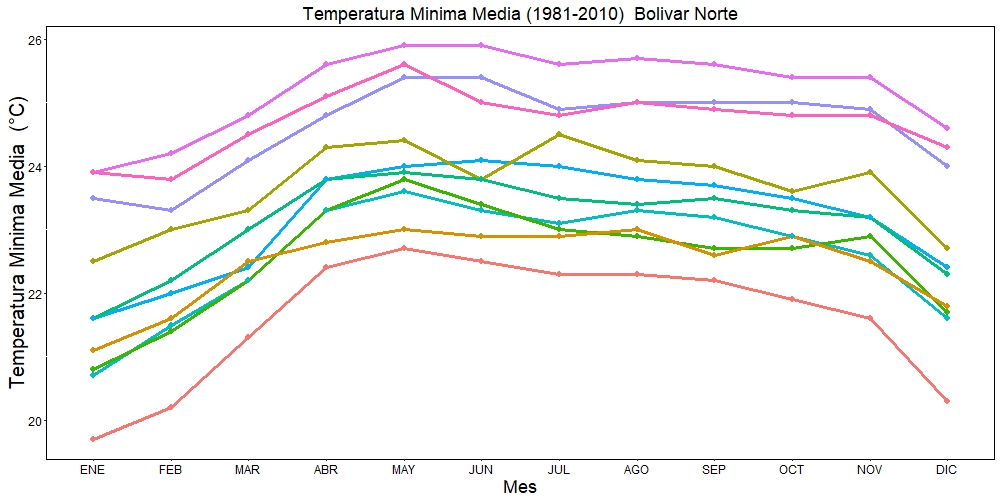 Temperatura Minima Media (1981-2010)  Bolivar Norte
Temperatura Minima Media  (°C)
26
24
22
20
ENE FEB MAR ABR MAY JUN JUL AGO SEP OCT NOV DIC
Mes